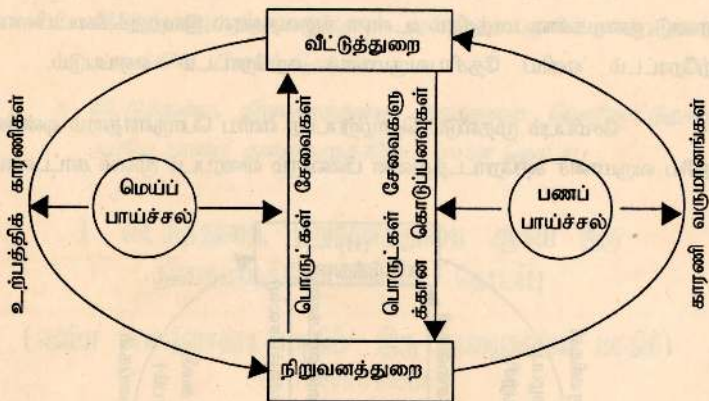 வீட்டுத்துறை
உற்பத்திக் காரணிகள்
மெய்ப்
பாய்ச்சல்
பொருட்கள் சேவைகள்
பொருட்கள் சேவைகளு
க்கான கொடுப்பனவுகள்
பணப்
பாய்ச்சல்
காரணி வருமானங்கள்
நிறுவனத்துறை